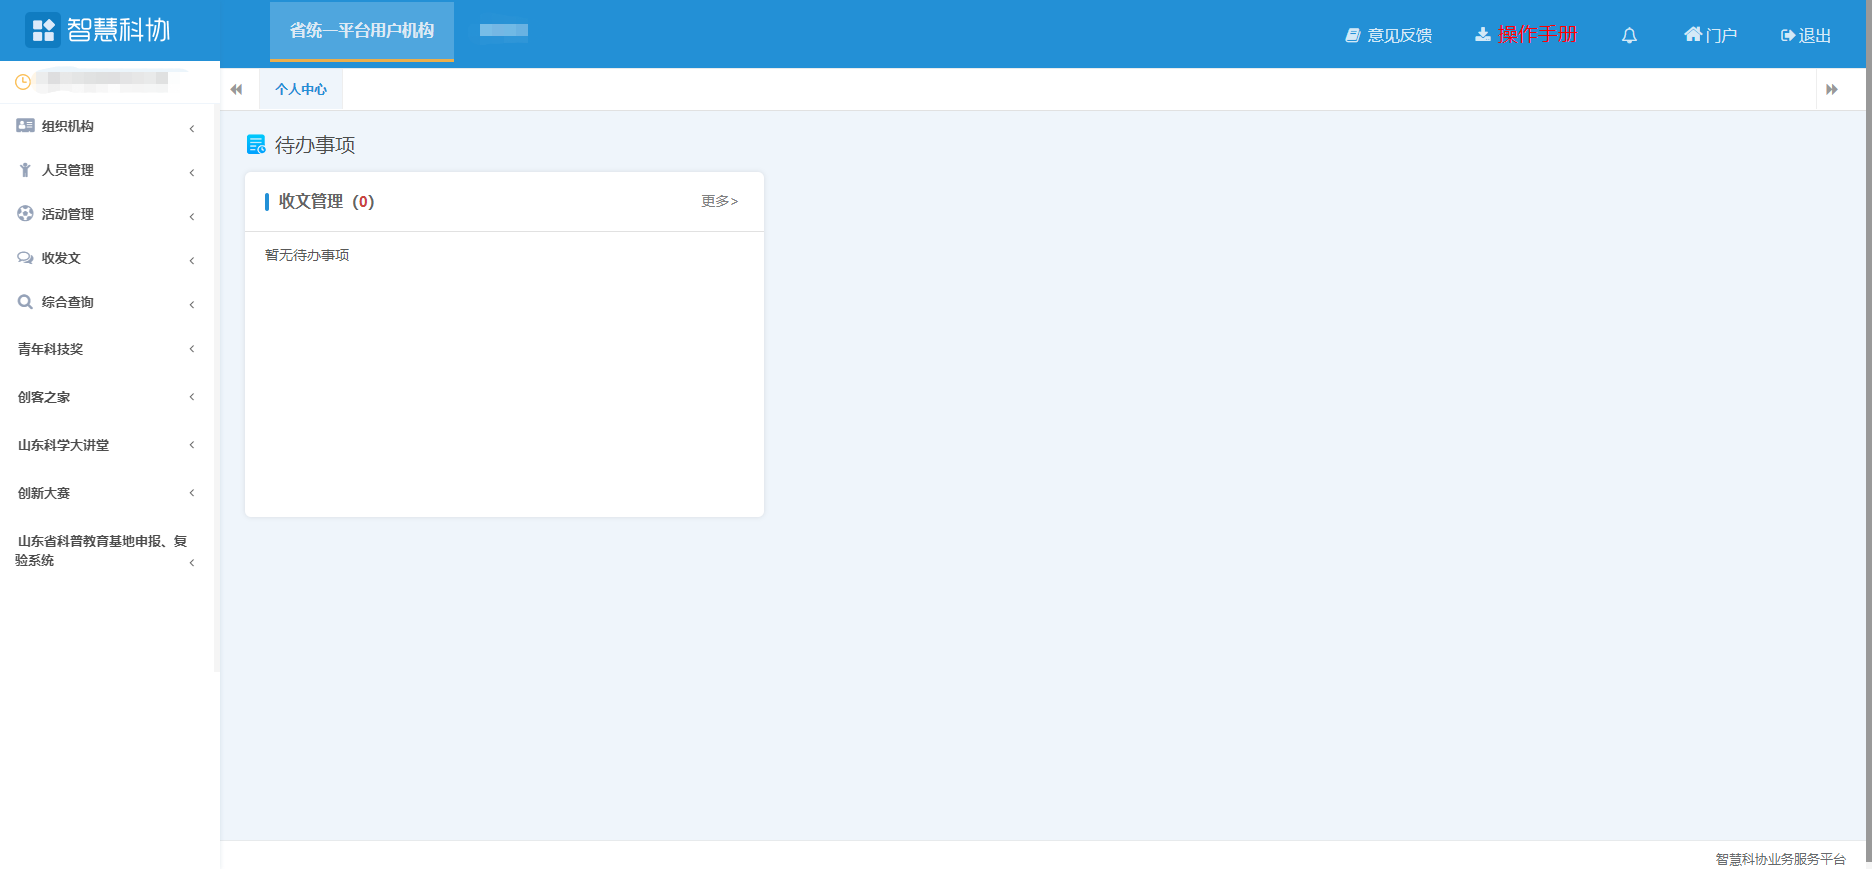 智慧科协
省统一平台用户机构
意见反馈
操作手册
门户
退出
个人中心
组织机构
人员管理
活动管理
收发文
综合查询
青年科技奖
创客之家
山东科学大讲堂
创新大赛
山东省科普教育基地申报、复
验系统
待办事项
收文管理 (0)
更多>
暂无待办事项
智慧科协业务服务平台